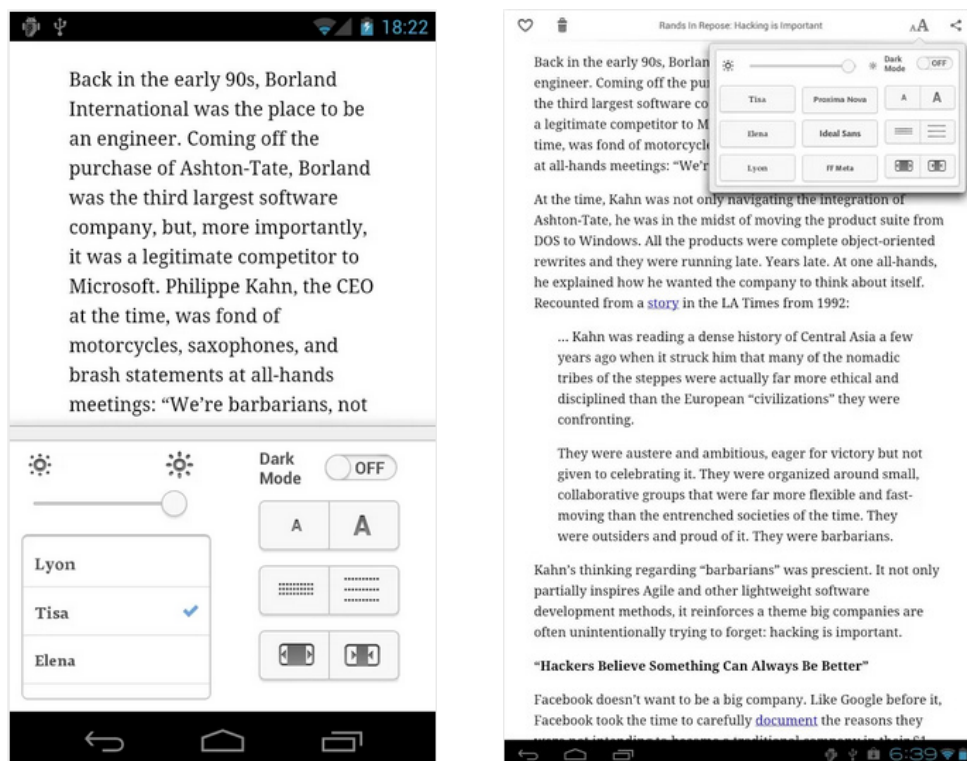 18:22
Back in the early 90s, Borland
International was the place to be
an engineer. Coming off the
purchase of Ashton-Tate, Borland
was the third largest software
company, but, more importantly,
it was a legitimate competitor to
Microsoft. Philippe Kahn, the CEO
at the time, was fond of
motorcycles, saxophones, and
brash statements at all-hands
meetings: “We’re barbarians, not
Dark
Mode
OFF
A A
Lyon
Tisa
Elena
Rands In Repose: Hacking is Important
AA
Back in the early 90s, Borlan
engineer. Coming off the pu
the third largest software co
a legitimate competitor to M
time, was fond of motorcycl
at all-hands meetings: “We’r
Dark
Mode
OFF
Tisa
Proxima Nova
A A
Elena
Ideal Sans
Lyon
FF Meta
At the time, Kahn was not only navigating the integration of
Ashton-Tate, he was in the midst of moving the product suite from
DOS to Windows. All the products were complete object-oriented
rewrites and they were running late. Years late. At one all-hands,
he explained how he wanted the company to think about itself.
Recounted from a story in the LA Times from 1992:
... Kahn was reading a dense history of Central Asia a few
years ago when it struck him that many of the nomadic
tribes of the steppes were actually far more ethical and
disciplined than the European “civilizations” they were
confronting.
They were austere and ambitious, eager for victory but not
given to celebrating it. They were organized around small,
collaborative groups that were far more flexible and fast-
moving than the entrenched societies of the time. They
were outsiders and proud of it. They were barbarians.
Kahn’s thinking regarding “barbarians” was prescient. It not only
partially inspires Agile and other lightweight software
development methods, it reinforces a theme big companies are
often unintentionally trying to forget: hacking is important.
“Hackers Believe Something Can Always Be Better”
Facebook doesn’t want to be a big company. Like Google before it,
Facebook took the time to carefully document the reasons they
were not intending to become a traditional company in their S1
6:39